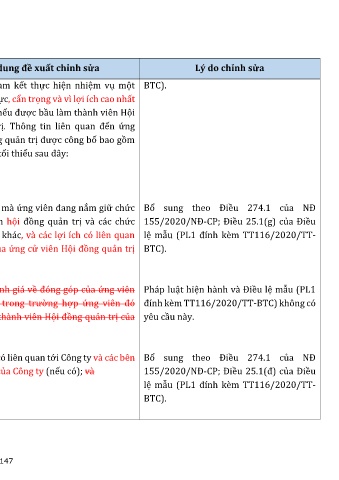 dung đề xuất chỉnh sửa
Lý do chỉnh sửa
am kết thực hiện nhiệm vụ một
ực, cẩn trọng và vì lợi ích cao nhất
nếu được bầu làm thành viên Hội
rị. Thông tin liên quan đến ứng
g quản trị được công bố bao gồm
tối thiểu sau đây:
BTC).
mà ứng viên đang nắm giữ chức
n hội đồng quản trị và các chức
khác, và các lợi ích có liên quan
ủa ứng cử viên Hội đồng quản trị
Bổ sung theo Điều 274.1 của NĐ
155/2020/NĐ-CP; Điều 25.1(g) của Điều
lệ mẫu (PL1 đính kèm TT116/2020/TT-
BTC).
nh giá về đóng góp của ứng viên
trong trường hợp ứng viên đó
thành viên Hội đồng quản trị của
Pháp luật hiện hành và Điều lệ mẫu (PL1
đính kèm TT116/2020/TT-BTC) không có
yêu cầu này.
có liên quan tới Công ty và các bên
của Công ty (nếu có); và
Bổ sung theo Điều 274.1 của NĐ
155/2020/NĐ-CP; Điều 25.1(đ) của Điều
lệ mẫu (PL1 đính kèm TT116/2020/TT-
BTC).
147